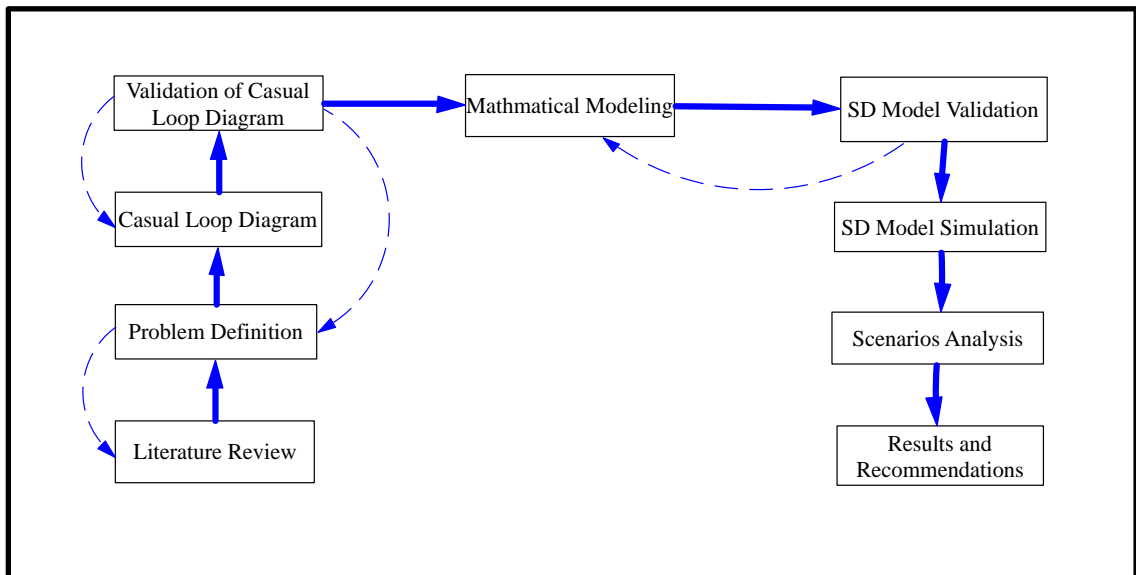 Validation of Casual
Loop Diagram
Mathmatical Modeling
SD Model Validation
Casual Loop Diagram
SD Model Simulation
Problem Definition
Scenarios Analysis
Literature Review
Results and
Recommendations